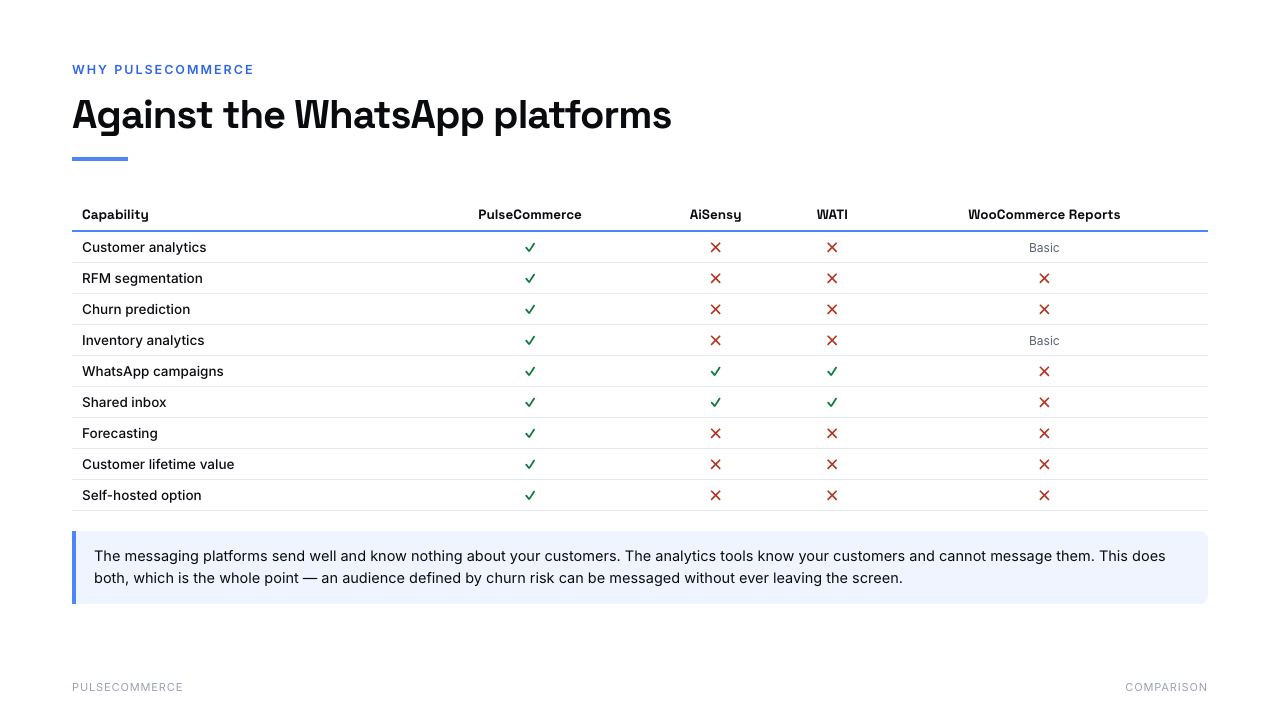 WHY PULSECOMMERCE
Against the WhatsApp platforms
Capability PulseCommerce AiSensy WATI WooCommerce Reports
Customer analytics ✓ ✕ ✕ Basic
RFM segmentation ✓ ✕ ✕ ✕
Churn prediction ✓ ✕ ✕ ✕
Inventory analytics ✓ ✕ ✕ Basic
WhatsApp campaigns ✓ ✓ ✓ ✕
Shared inbox ✓ ✓ ✓ ✕
Forecasting ✓ ✕ ✕ ✕
Customer lifetime value ✓ ✕ ✕ ✕
Self-hosted option ✓ ✕ ✕ ✕
The messaging platforms send well and know nothing about your customers. The analytics tools know your customers and cannot message them. This does
both, which is the whole point — an audience defined by churn risk can be messaged without ever leaving the screen.
PULSECOMMERCE COMPARISON